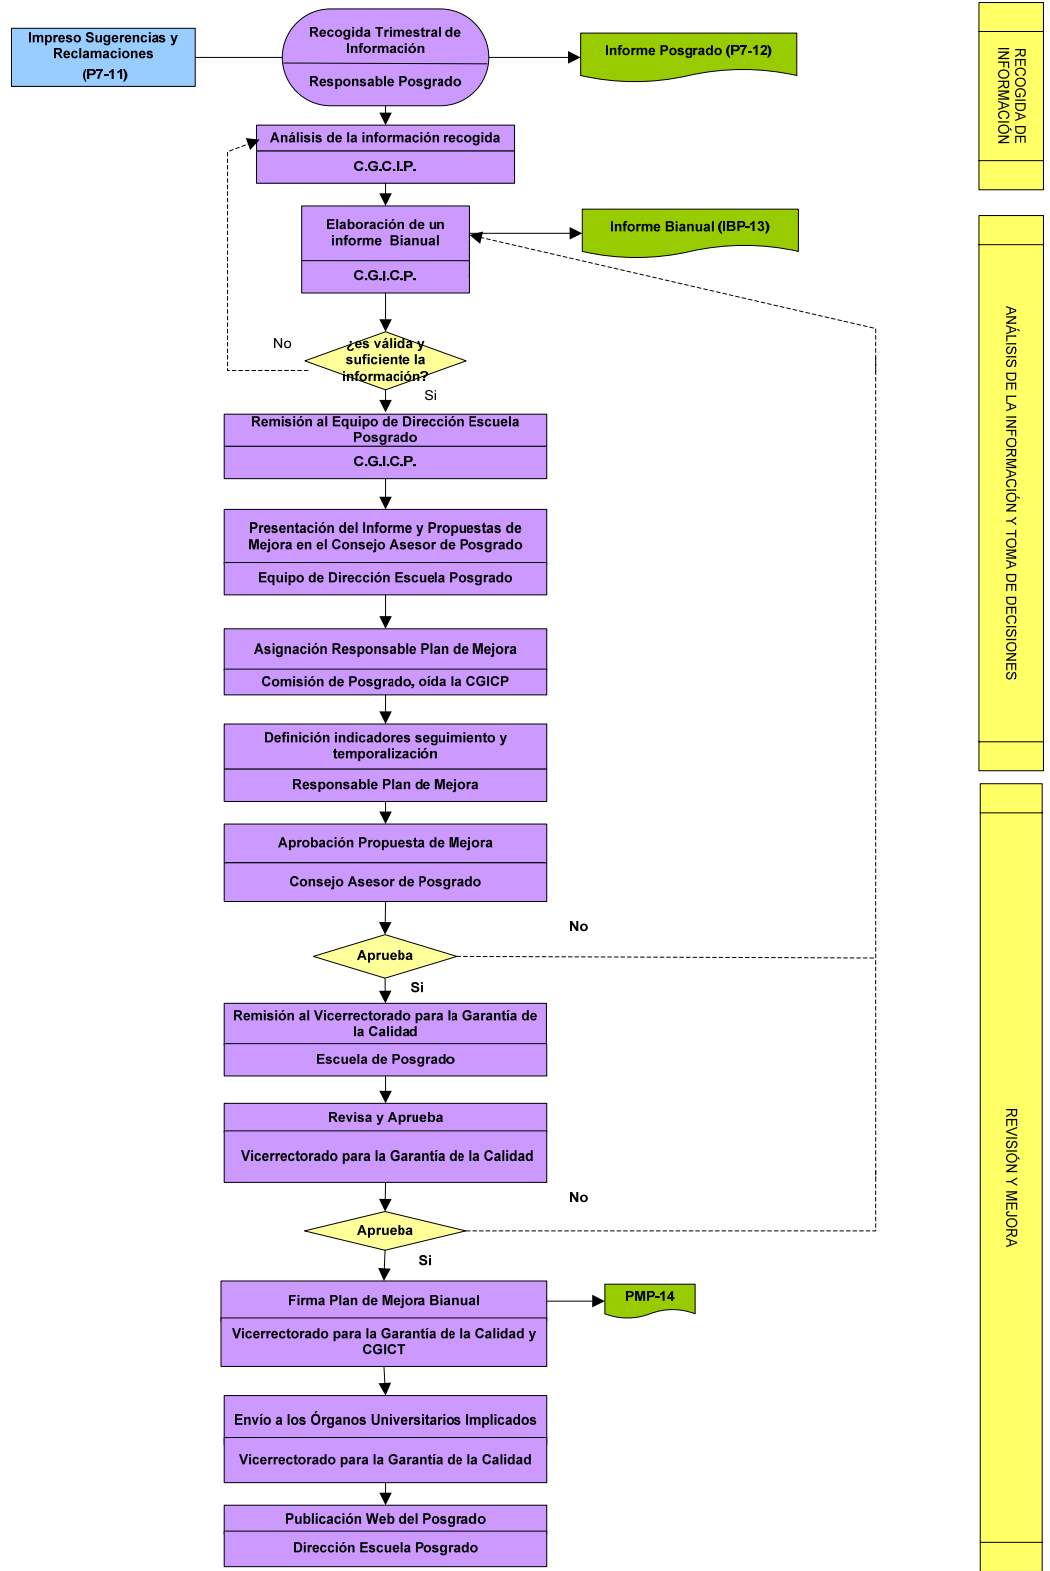 Impreso Sugerencias y
Reclamaciones
(P7-11)
Recogida Trimestral de
Información
Responsable Posgrado
Informe Posgrado (P7-12)
RECOGIDA DE
INFORMACIÓN
Análisis de la información recogida
C.G.C.I.P.
Elaboración de un
informe Bianual
C.G.I.C.P.
Informe Bianual (IBP-13)
ANÁLISIS DE LA INFORMACIÓN Y TOMA DE DECISIONES
No
¿es válida y
suficiente la
información?
Si
Remisión al Equipo de Dirección Escuela
Posgrado
C.G.I.C.P.
Presentación del Informe y Propuestas de
Mejora en el Consejo Asesor de Posgrado
Equipo de Dirección Escuela Posgrado
Asignación Responsable Plan de Mejora
Comisión de Posgrado, oída la CGICP
Definición indicadores seguimiento y
temporalización
Responsable Plan de Mejora
Aprobación Propuesta de Mejora
Consejo Asesor de Posgrado
No
Aprueba
Si
Remisión al Vicerrectorado para la Garantía de
la Calidad
Escuela de Posgrado
Revisa y Aprueba
Vicerrectorado para la Garantía de la Calidad
REVISIÓN Y MEJORA
No
Aprueba
Si
Firma Plan de Mejora Bianual
Vicerrectorado para la Garantía de la Calidad y
CGICT
PMP-14
Envío a los Órganos Universitarios Implicados
Vicerrectorado para la Garantía de la Calidad
Publicación Web del Posgrado
Dirección Escuela Posgrado